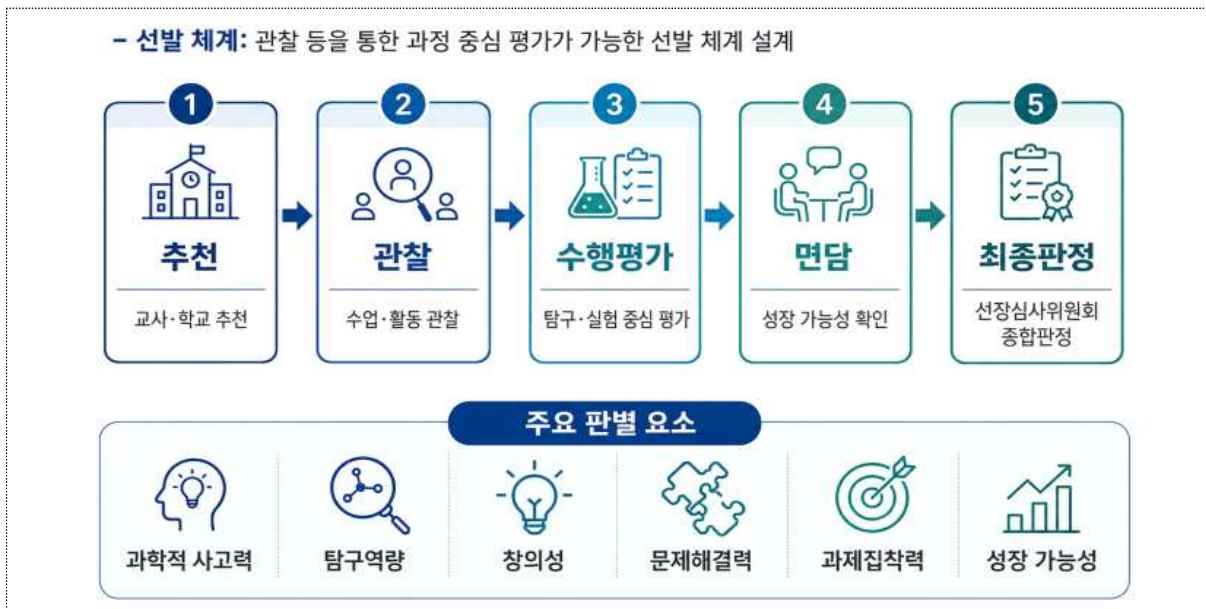 – 선발 체계: 관찰 등을 통한 과정 중심 평가가 가능한 선발 체계 설계
1
2
3
4
5
추천
관찰
수행평가
면담
최종판정
교사·학교 추천
수업·활동 관찰
탐구·실험 중심 평가
성장 가능성 확인
선장심사위원회
종합판정
주요 판별 요소
과학적 사고력
탐구역량
창의성
문제해결력
과제집착력
성장 가능성